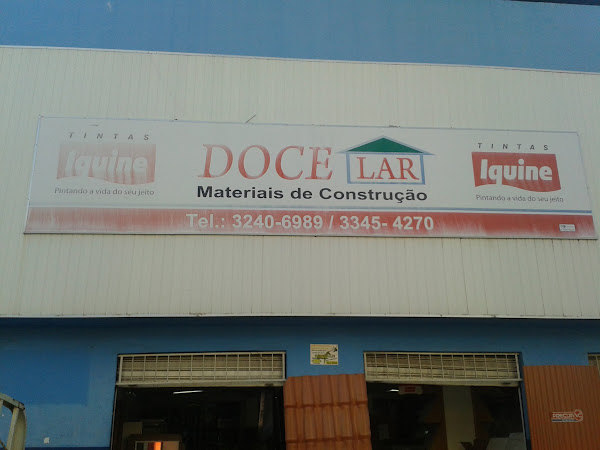 TINTAS
Iquine
Pintando a vida do seu jeito
DOCE LAR
Materiais de Construção
TINTAS
Iquine
Pintando a vida do seu jeito
Tel.: 3240-6989 / 3345- 4270